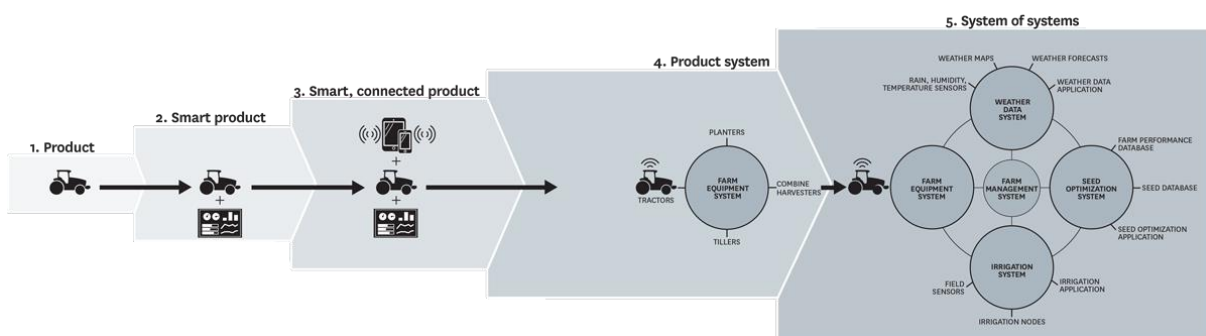 1. Product
2. Smart product
+
3. Smart, connected product
+
+
4. Product system
PLANTERS
TRACTORS
FARM
EQUIPMENT
SYSTEM
COMBINE
HARVESTERS
TILLERS
5. System of systems
WEATHER MAPS
WEATHER FORECASTS
RAIN, HUMIDITY,
TEMPERATURE SENSORS
WEATHER DATA
APPLICATION
WEATHER
DATA
SYSTEM
FARM
EQUIPMENT
SYSTEM
FARM
MANAGEMENT
SYSTEM
SEED
OPTIMIZATION
SYSTEM
FARM PERFORMANCE
DATABASE
SEED DATABASE
SEED OPTIMIZATION
APPLICATION
IRRIGATION
SYSTEM
FIELD
SENSORS
IRRIGATION
APPLICATION
IRRIGATION NODES